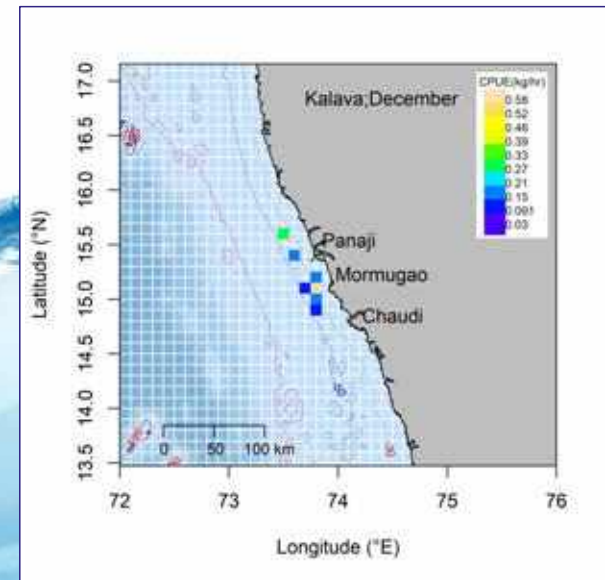 Kalava,December
CPUE(kg/hr)
0.58
0.52
0.46
0.39
0.33
0.27
0.21
0.15
0.091
0.03
Panaji
Mormugao
Chaudi
0 50 100 km
Latitude (°N)
17.0
16.5
16.0
15.5
15.0
14.5
14.0
13.5
72 73 74 75 76
Longitude (°E)